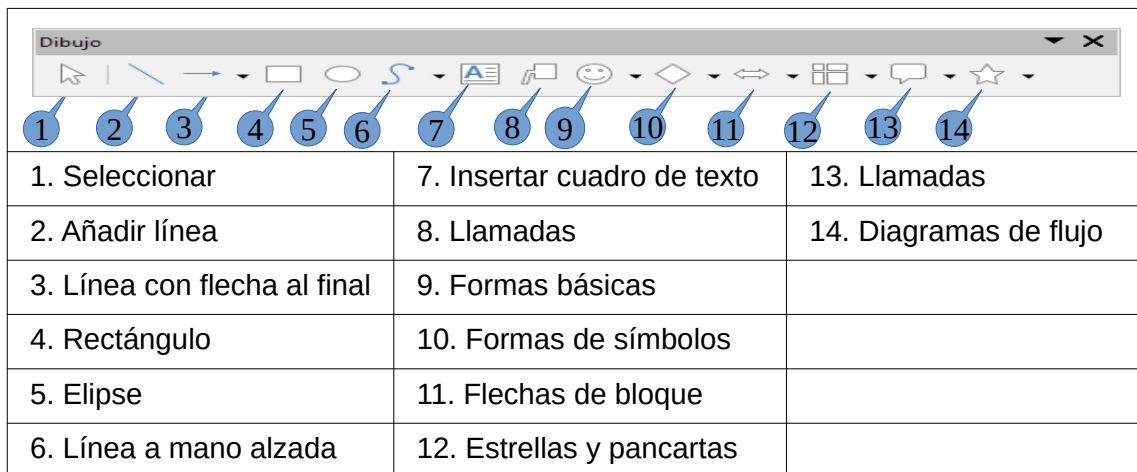 Dibujo
1 2 3 4 5 6 7 8 9 10 11 12 13 14
1. Seleccionar 7. Insertar cuadro de texto 13. Llamadas
2. Añadir línea 8. Llamadas 14. Diagramas de flujo
3. Línea con flecha al final 9. Formas básicas
4. Rectángulo 10. Formas de símbolos
5. Elipse 11. Flechas de bloque
6. Línea a mano alzada 12. Estrellas y pancartas